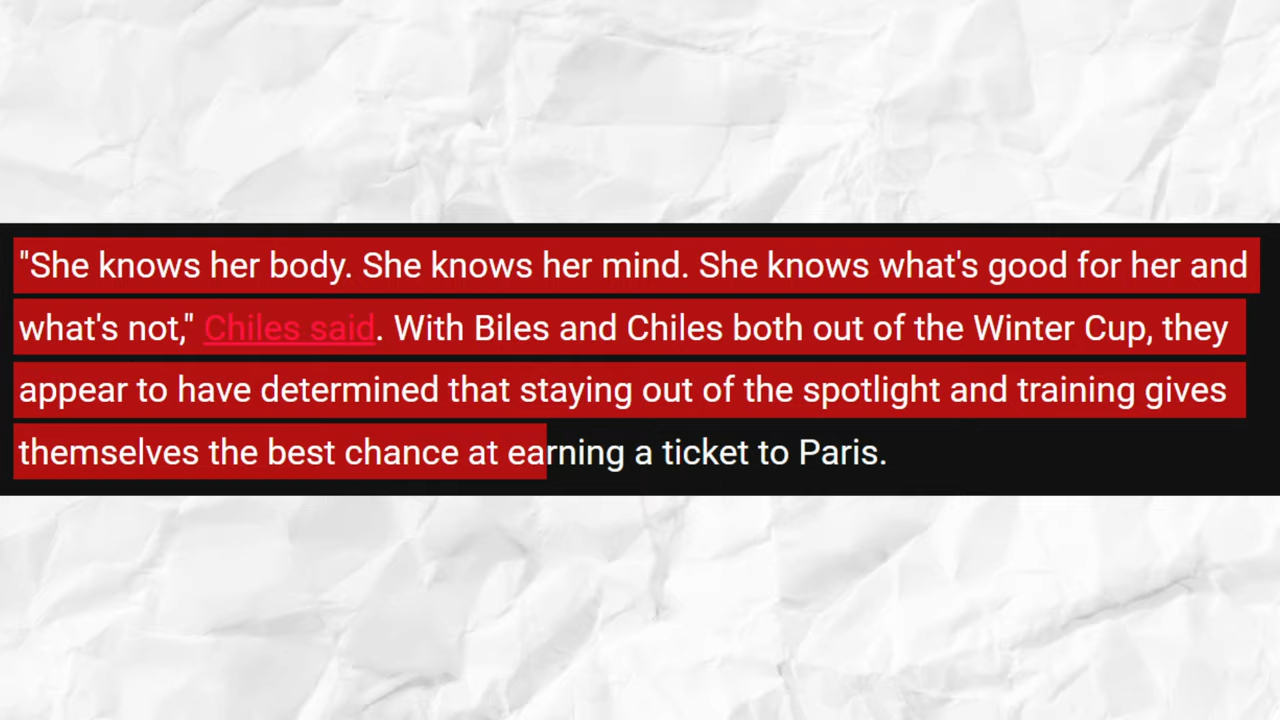 "She knows her body. She knows her mind. She knows what's good for her and
what's not," Chiles said. With Biles and Chiles both out of the Winter Cup, they
appear to have determined that staying out of the spotlight and training gives
themselves the best chance at earning a ticket to Paris.